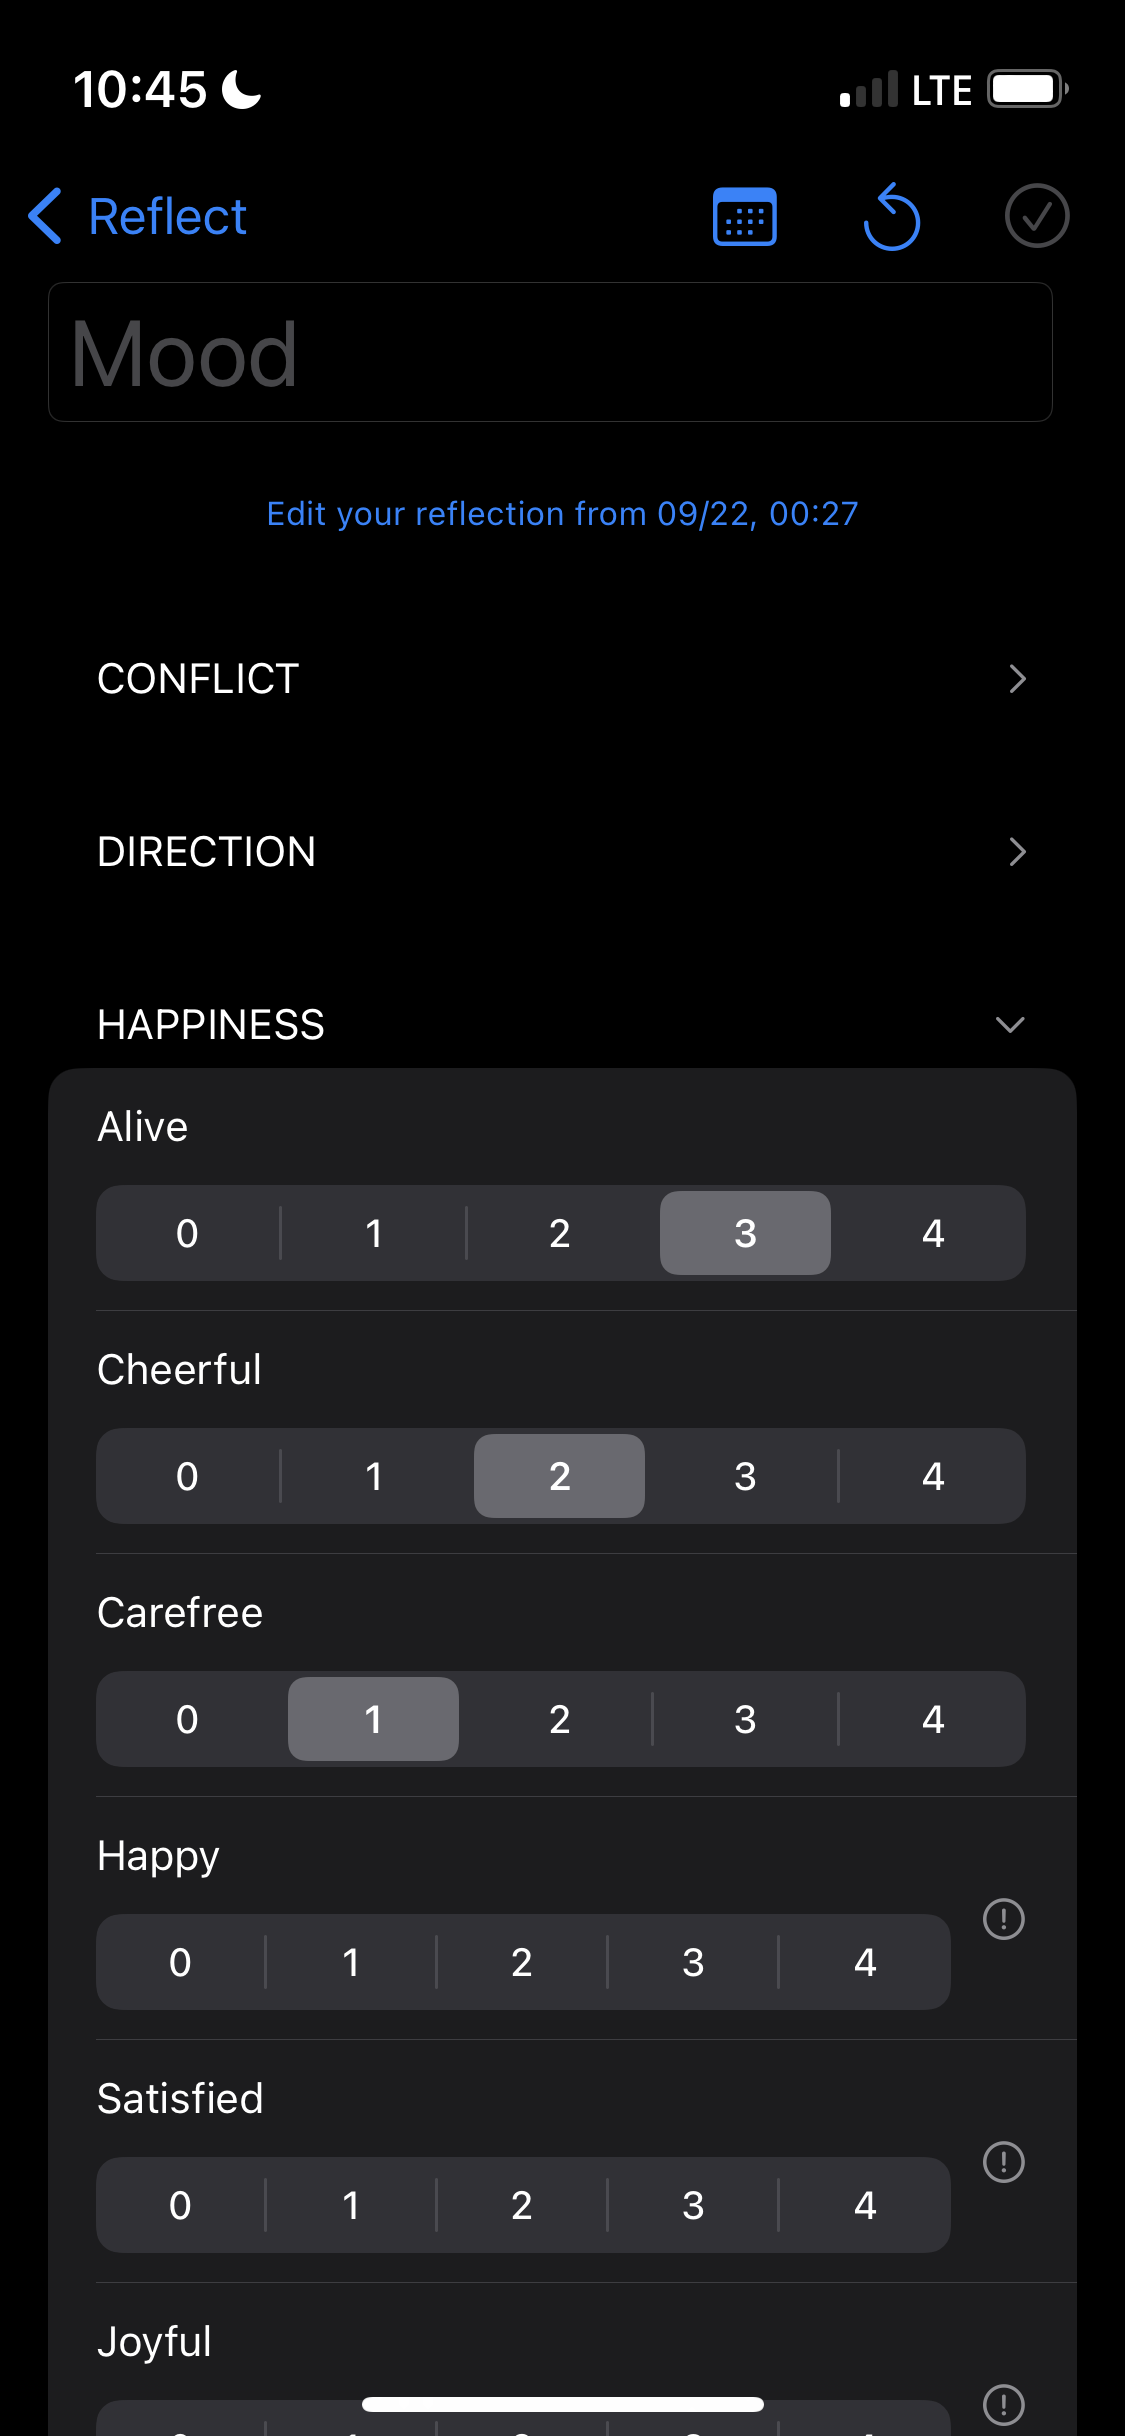 10:45
LTE
Reflect
Mood
Edit your reflection from 09/22, 00:27
CONFLICT
DIRECTION
HAPPINESS
Alive
0 1 2 3 4
Cheerful
0 1 2 3 4
Carefree
0 1 2 3 4
Happy
0 1 2 3 4
Satisfied
0 1 2 3 4
Joyful